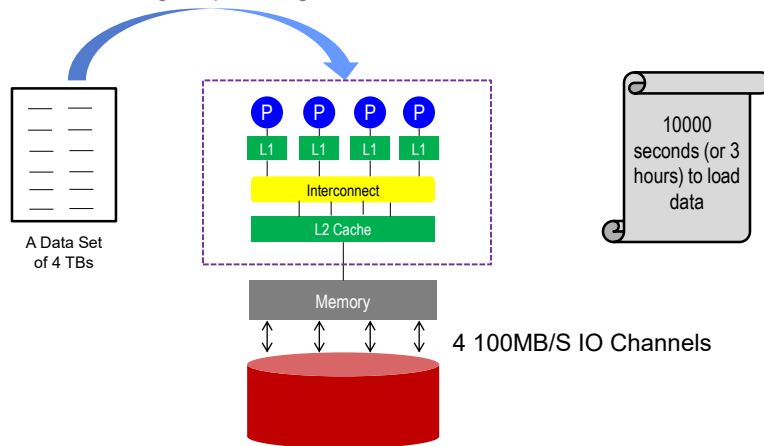 A Data Set
of 4 TBs
P P P P
L1 L1 L1 L1
Interconnect
L2 Cache
Memory
4 100MB/S IO Channels
10000
seconds (or 3
hours) to load
data